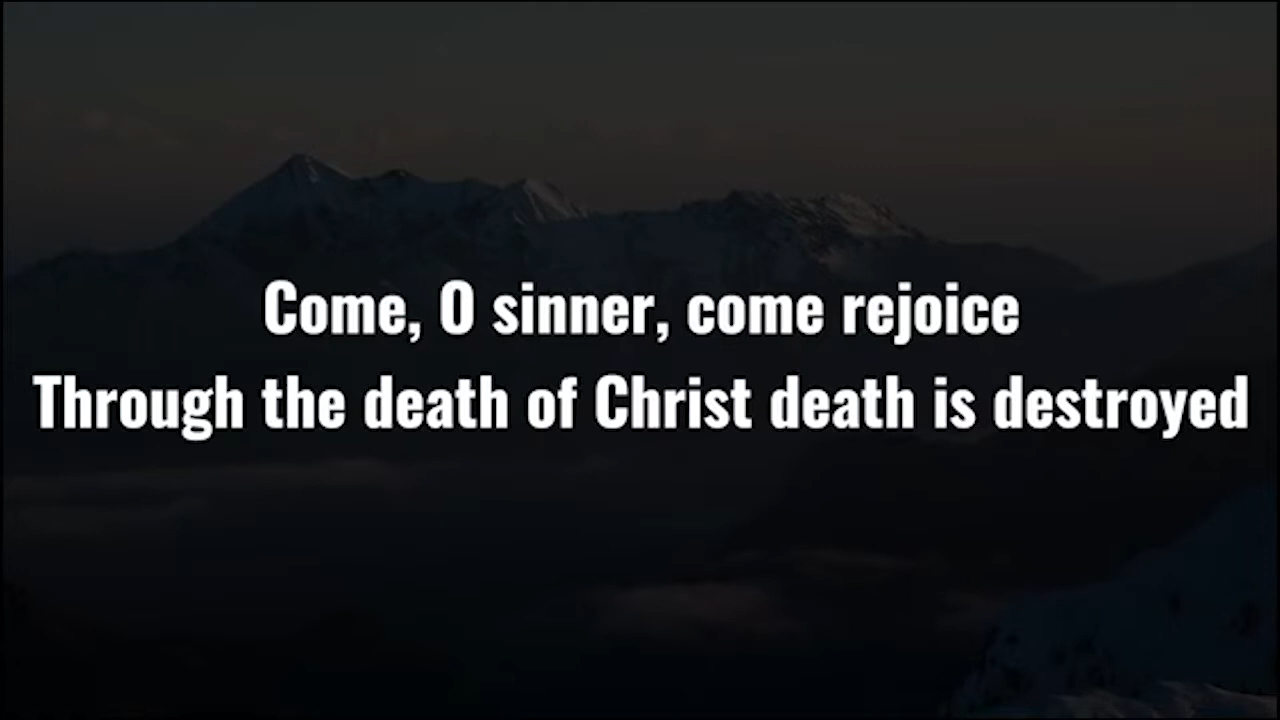 Come, O sinner, come rejoice
Through the death of Christ death is destroyed